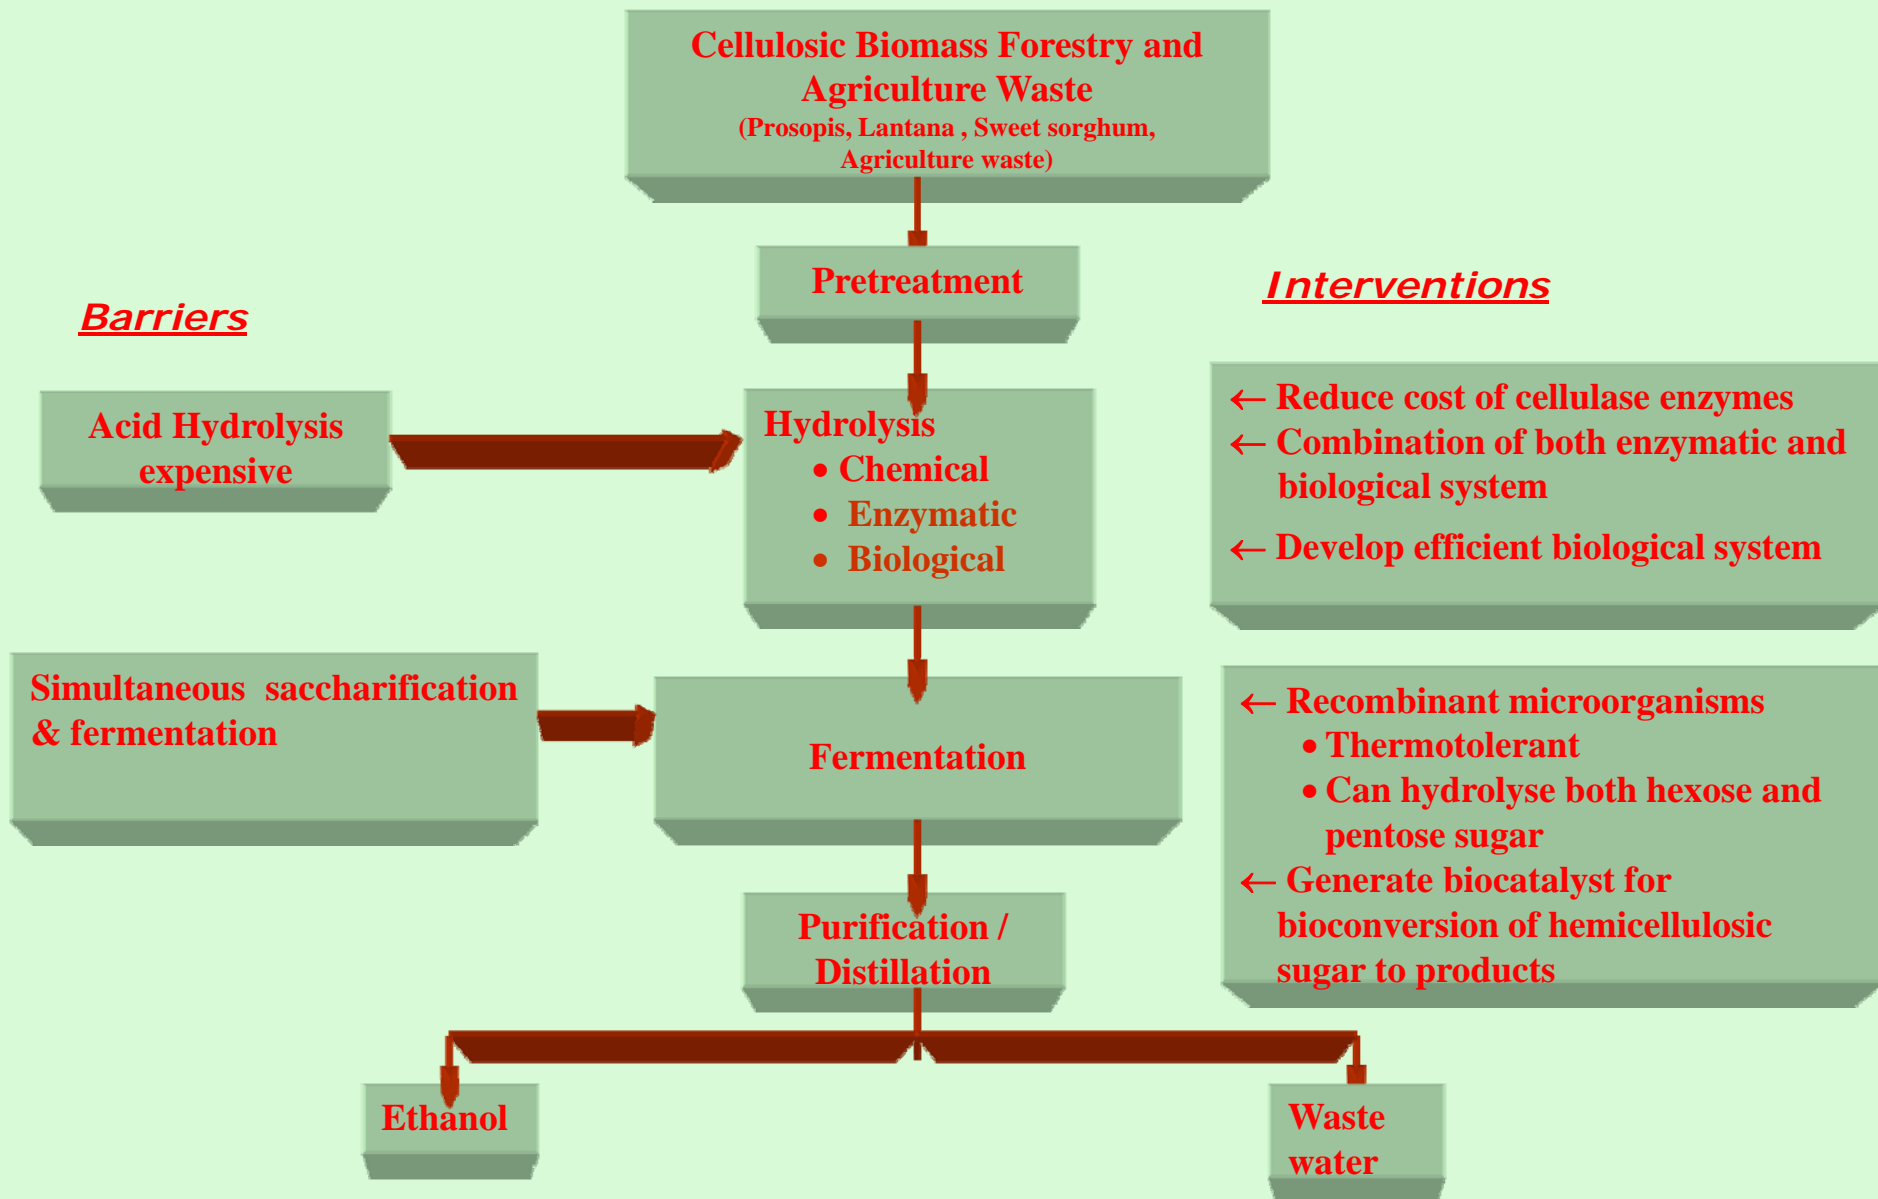 Cellulosic Biomass Forestry and
Agriculture Waste
(Prosopis, Lantana , Sweet sorghum,
Agriculture waste)
Pretreatment
Barriers
Interventions
Acid Hydrolysis
expensive
Hydrolysis
• Chemical
• Enzymatic
• Biological
← Reduce cost of cellulase enzymes
← Combination of both enzymatic and
biological system
← Develop efficient biological system
Simultaneous saccharification
& fermentation
Fermentation
← Recombinant microorganisms
• Thermotolerant
• Can hydrolyse both hexose and
pentose sugar
← Generate biocatalyst for
bioconversion of hemicellulosic
sugar to products
Purification /
Distillation
Ethanol
Waste
water